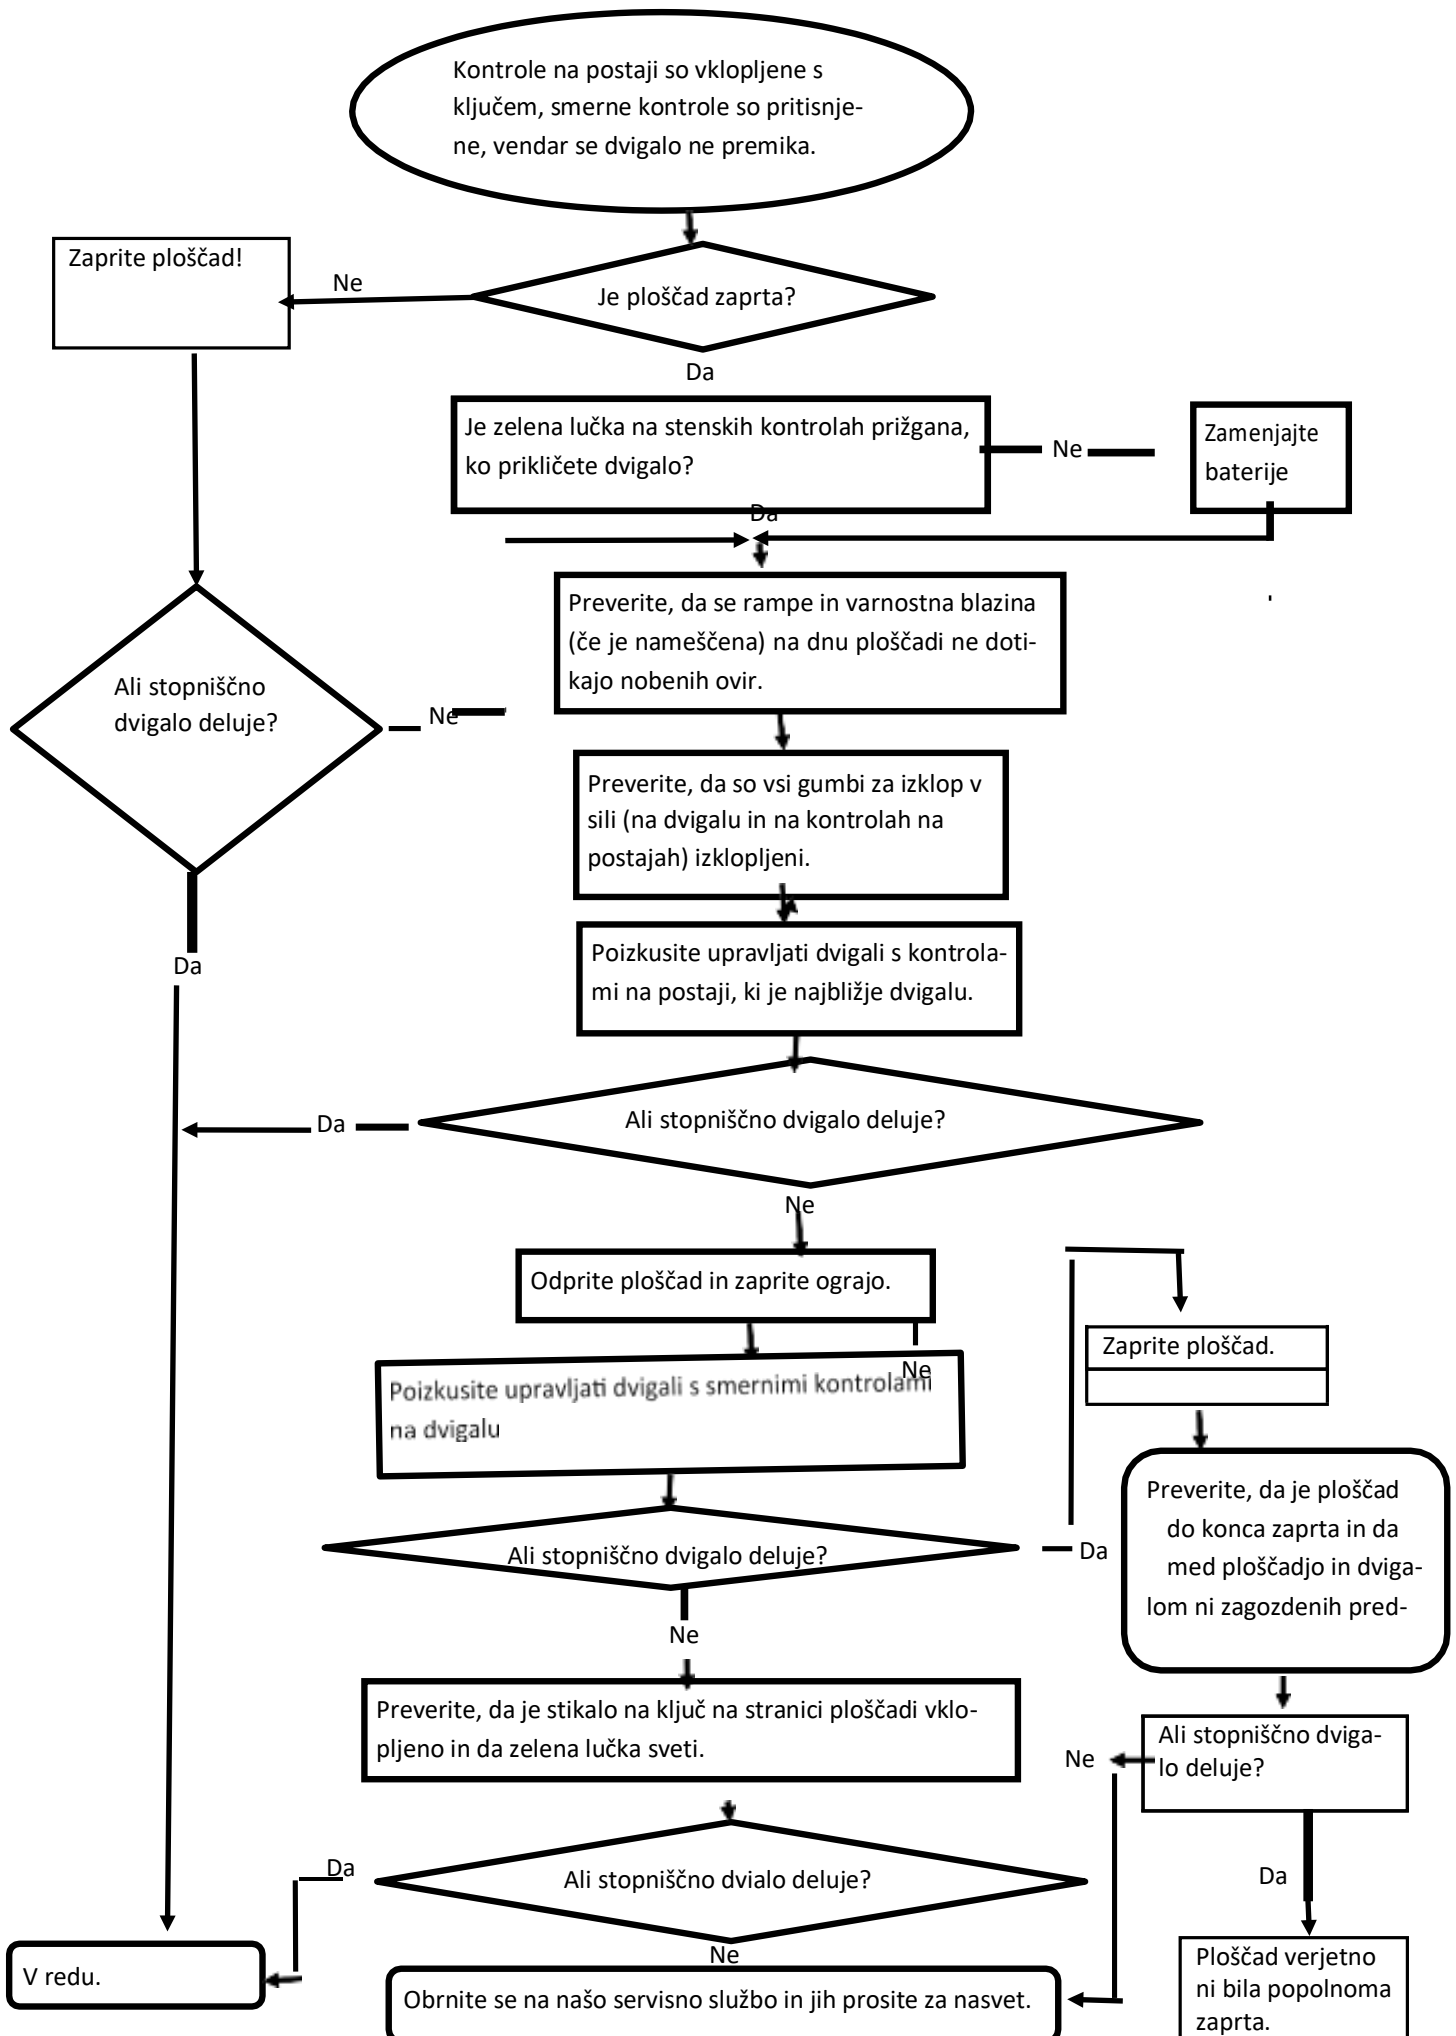 Kontrole na postaji so vklopljene s
ključem, smerne kontrole so pritisnje-
ne, vendar se dvigalo ne premika.
Zaprite ploščad!
Ne
Je ploščad zaprta?
Da
Je zelena lučka na stenskih kontrolah prižgana,
ko prikličete dvigalo?
Ne
Zamenjajte
baterije
Da
Preverite, da se rampe in varnostna blazina
(če je nameščena) na dnu ploščadi ne doti-
kajo nobenih ovir.
Ali stopniščno
dvigalo deluje?
Ne
Preverite, da so vsi gumbi za izklop v
sili (na dvigalu in na kontrolah na
postajah) izklopljeni.
Poizkusite upravljati dvigali s kontrola-
mi na postaji, ki je najbližje dvigalu.
Da
Da
Ali stopniščno dvigalo deluje?
Ne
Odprite ploščad in zaprite ograjo.
Zaprite ploščad.
Ne
Poizkusite upravljati dvigali s smernimi kontrolami
na dvigalu
Preverite, da je ploščad
do konca zaprta in da
med ploščadjo in dviga-
lom ni zagozdenih pred-
Ali stopniščno dvigalo deluje?
Da
Ne
Preverite, da je stikalo na ključ na stranici ploščadi vklo-
pljeno in da zelena lučka sveti.
Ne
Ali stopniščno dviga-
lo deluje?
Da
Ali stopniščno dvialo deluje?
Da
Ne
V redu.
Obrnite se na našo servisno službo in jih prosite za nasvet.
Ploščad verjetno
ni bila popolnoma
zaprta.